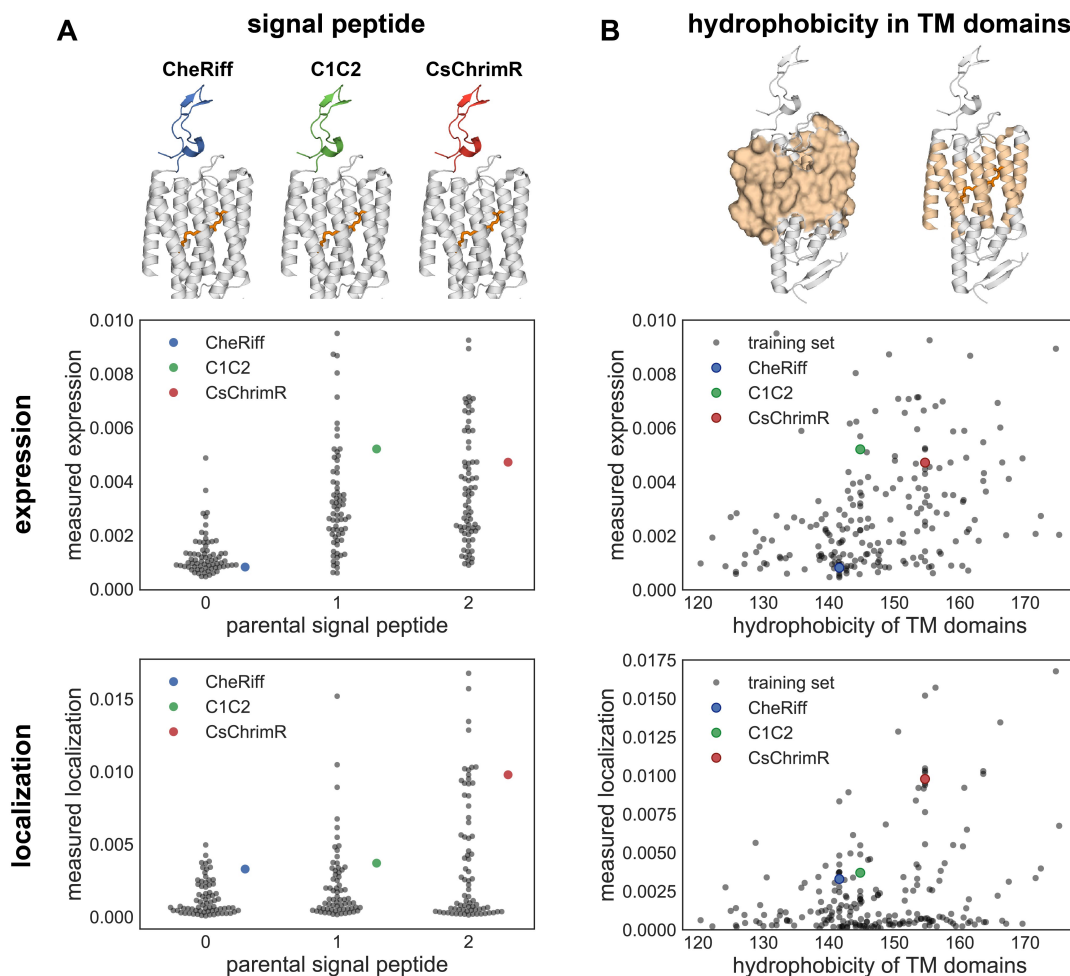 A
signal peptide
B
hydrophobicity in TM domains
CheRiff
C1C2
CsChrimR
expression
measured expression
0.010
0.008
0.006
0.004
0.002
0.000
CheRiff
C1C2
CsChrimR
0
1
2
parental signal peptide
measured expression
0.010
0.008
0.006
0.004
0.002
0.000
training set
CheRiff
C1C2
CsChrimR
120
130
140
150
160
170
hydrophobicity of TM domains
localization
measured localization
0.015
0.010
0.005
0.000
CheRiff
C1C2
CsChrimR
0
1
2
parental signal peptide
measured localization
0.0175
0.0150
0.0125
0.0100
0.0075
0.0050
0.0025
0.0000
training set
CheRiff
C1C2
CsChrimR
120
130
140
150
160
170
hydrophobicity of TM domains